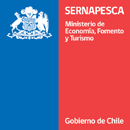 SERNAPESCA
Ministerio de
Economía, Fomento
y Turismo
Gobierno de Chile